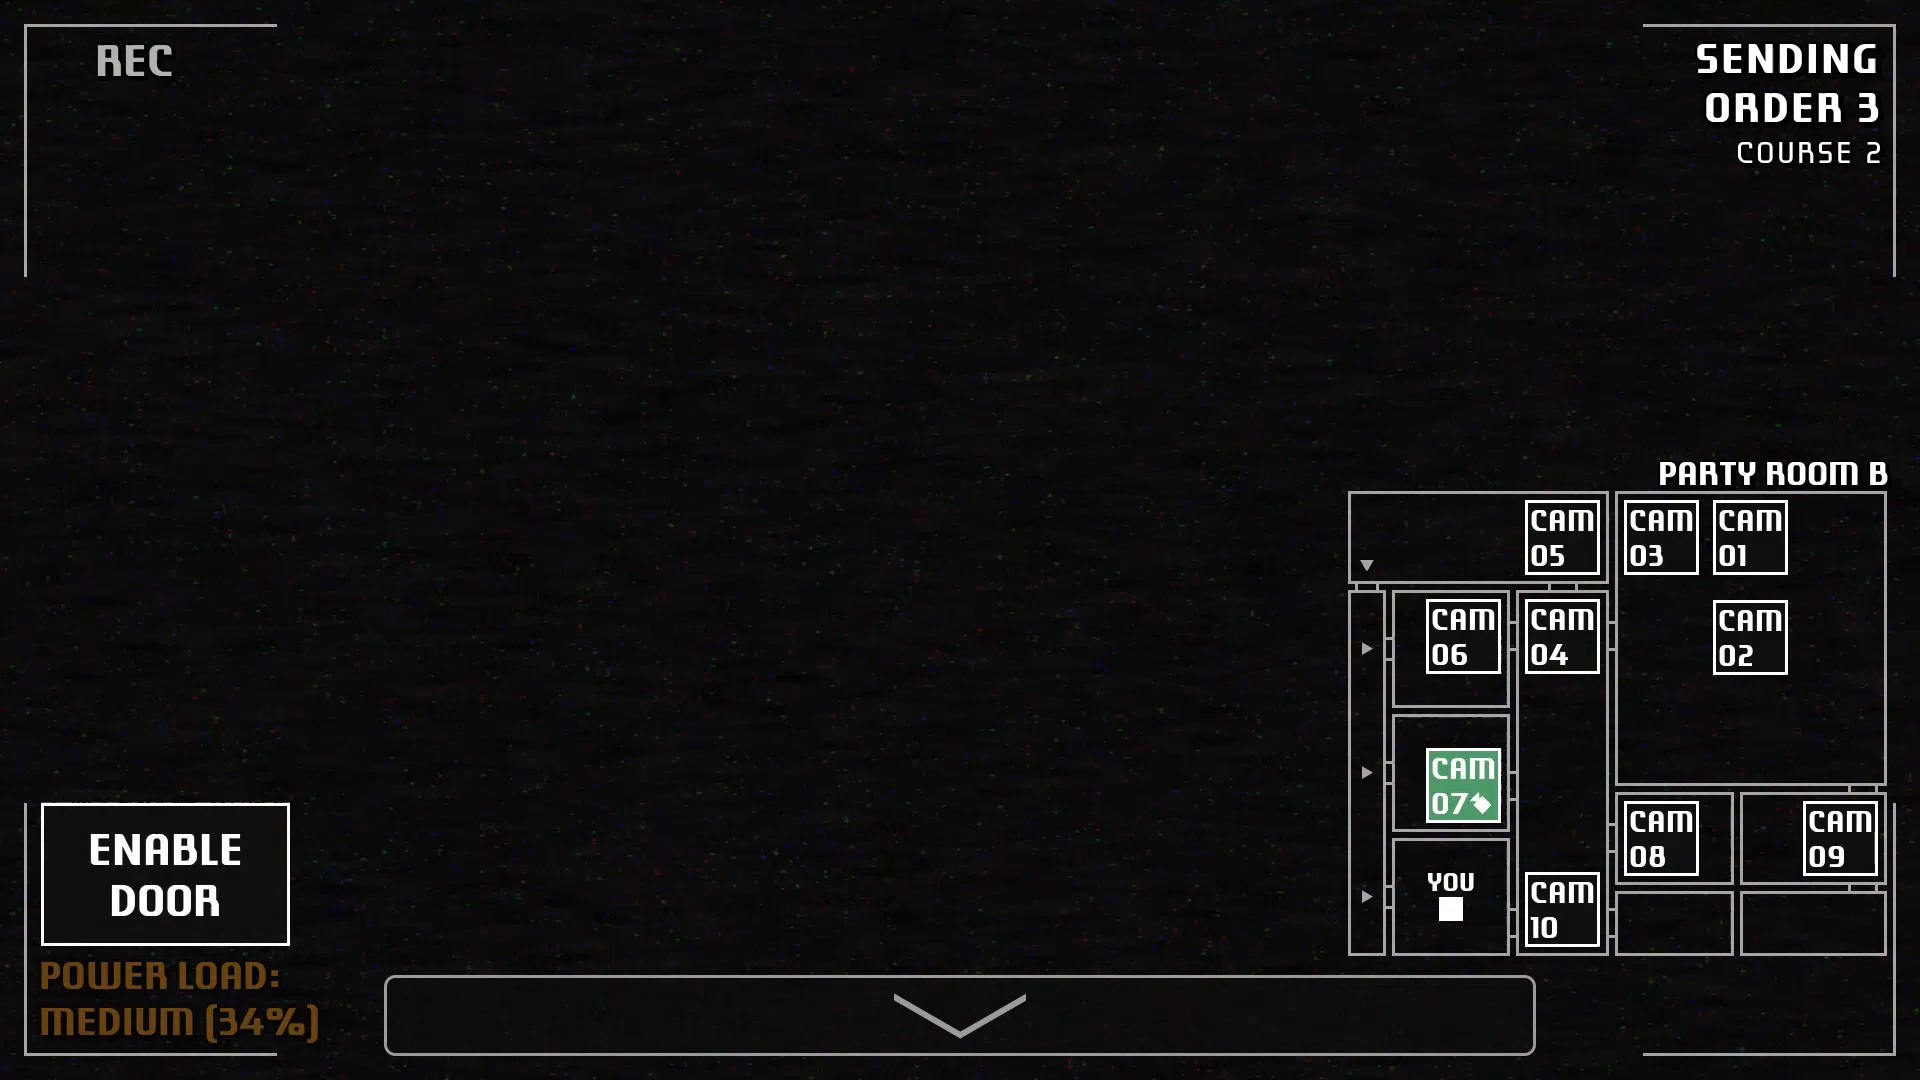 REC
SENDING
ORDER 3
COURSE 2
PARTY ROOM B
CAM
05
CAM
03
CAM
01
CAM
06
CAM
04
CAM
02
CAM
07
CAM
08
CAM
09
YOU
CAM
10
ENABLE
DOOR
POWER LOAD:
MEDIUM (34%)